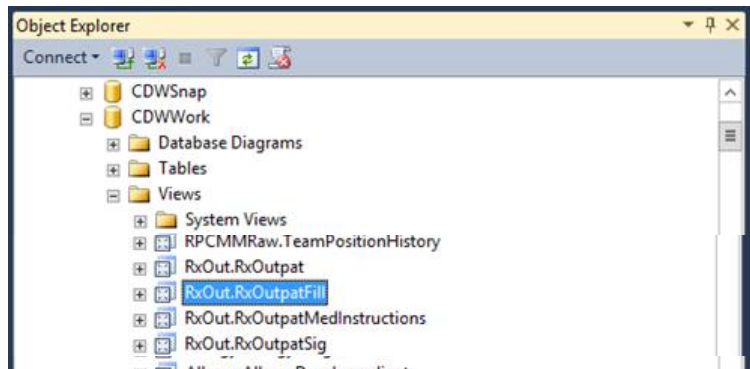 Object Explorer
Connect
CDWSnap
CDWWork
Database Diagrams
Tables
Views
System Views
RPCMMRaw.TeamPositionHistory
RxOut.RxOutpat
RxOut.RxOutpatFill
RxOut.RxOutpatMedInstructions
RxOut.RxOutpatSig